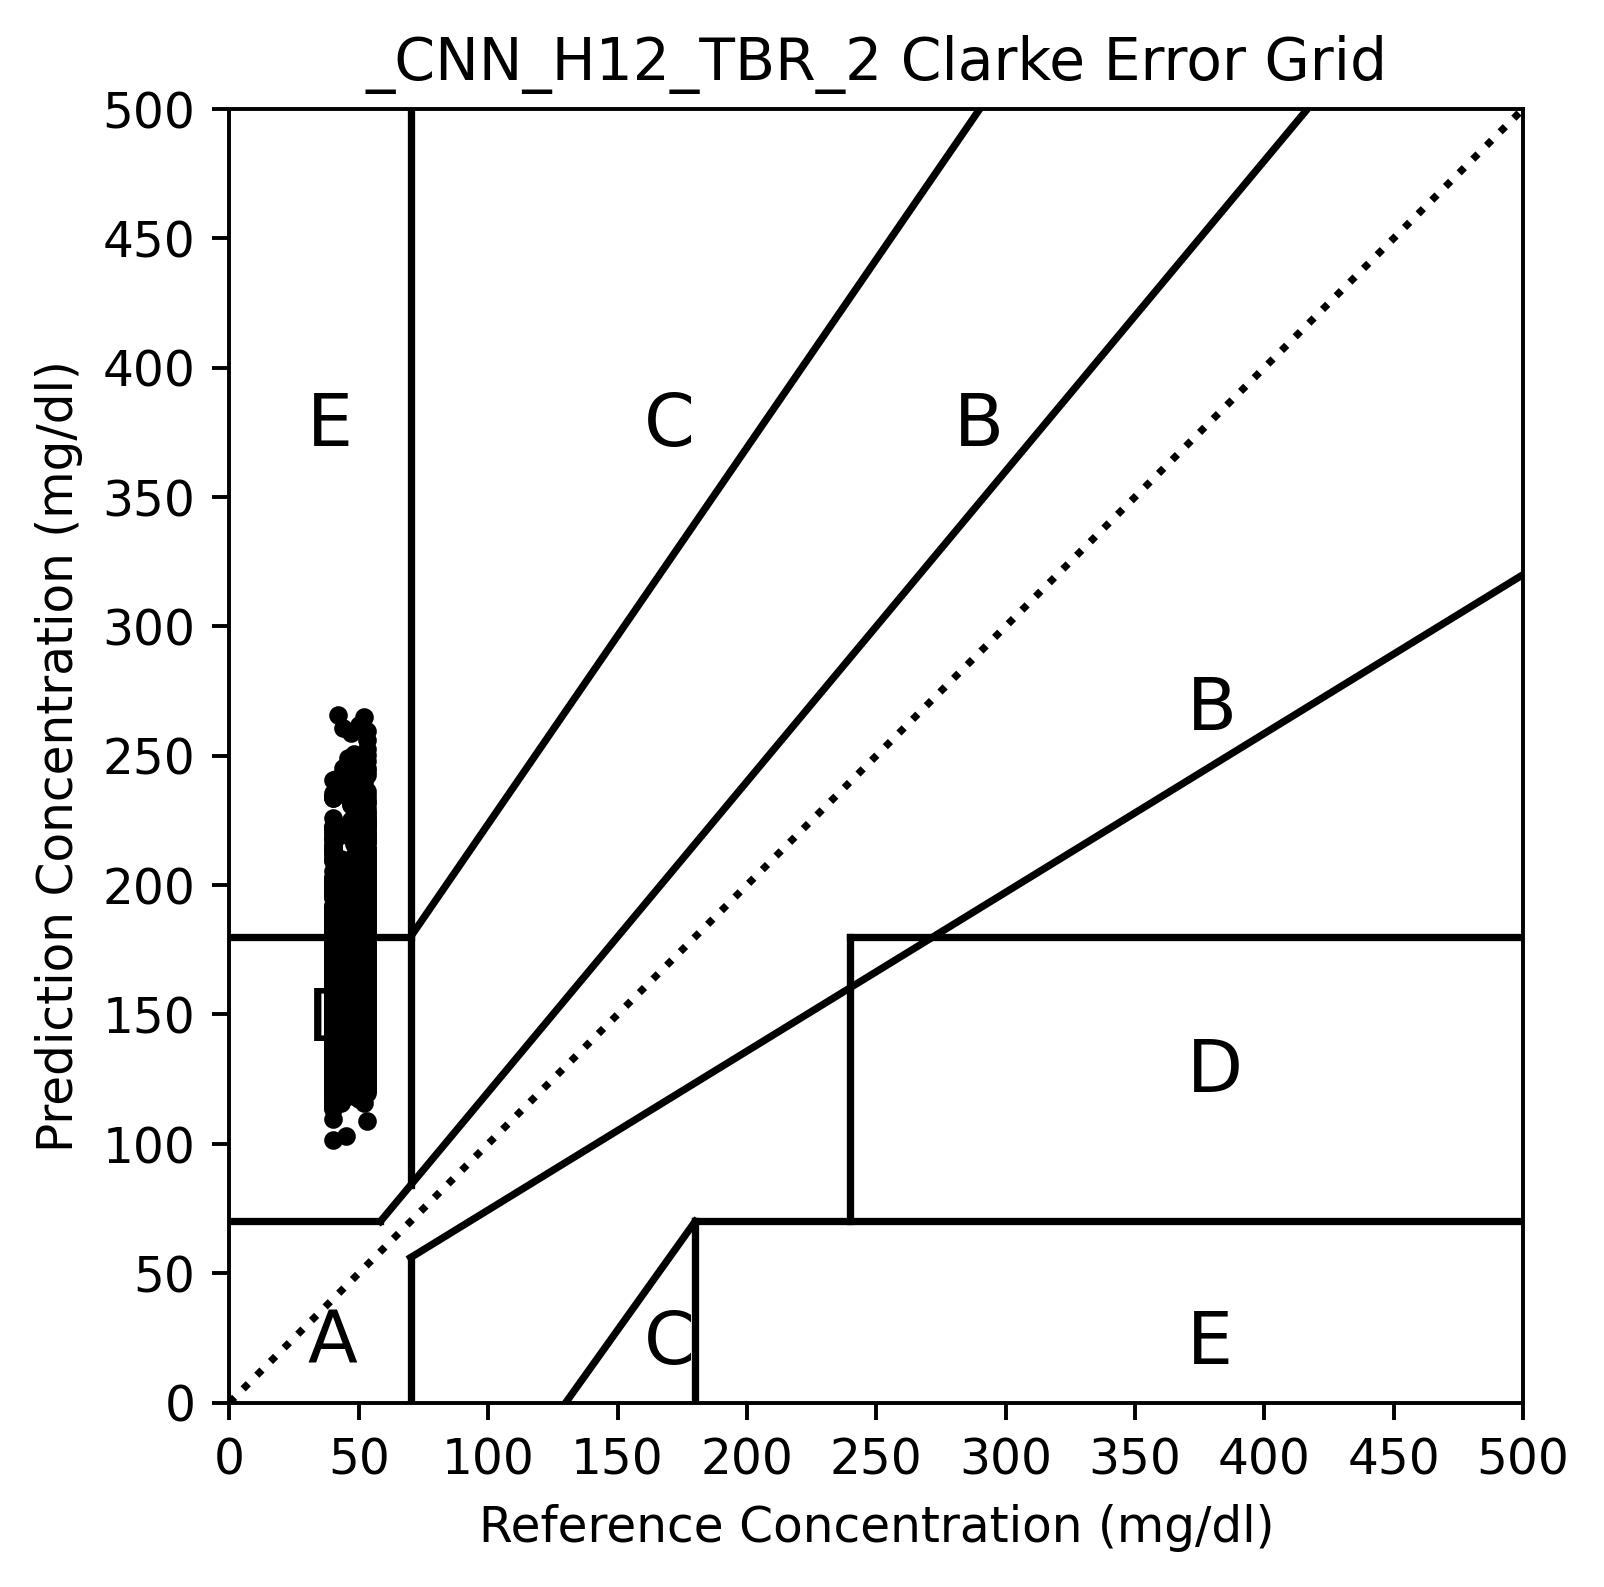 _CNN_H12_TBR_2 Clarke Error Grid
500
450
400
350
300
250
200
150
100
50
0
Prediction Concentration (mg/dl)
E
C
B
B
D
A
C
E
0 50 100 150 200 250 300 350 400 450 500
Reference Concentration (mg/dl)